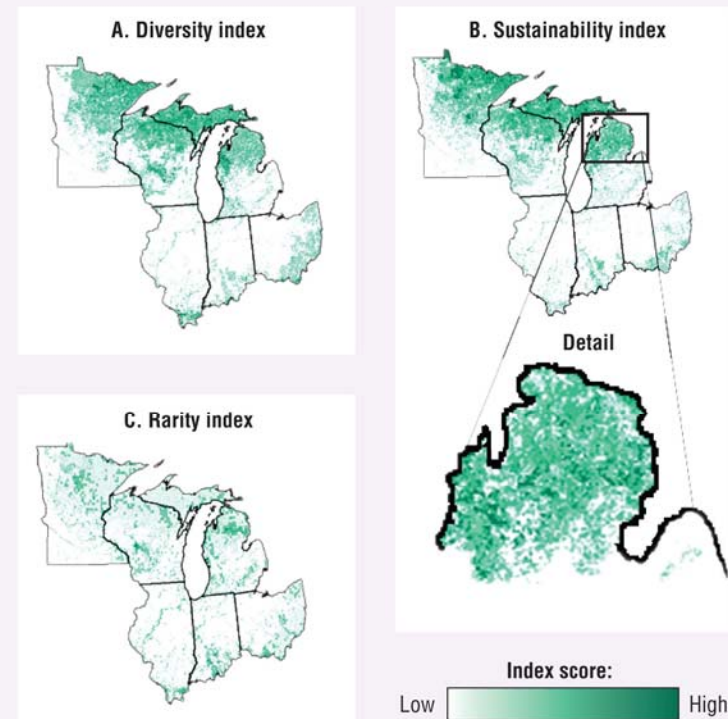 A. Diversity index
B. Sustainability index
Detail
C. Rarity index
Index score:
Low High